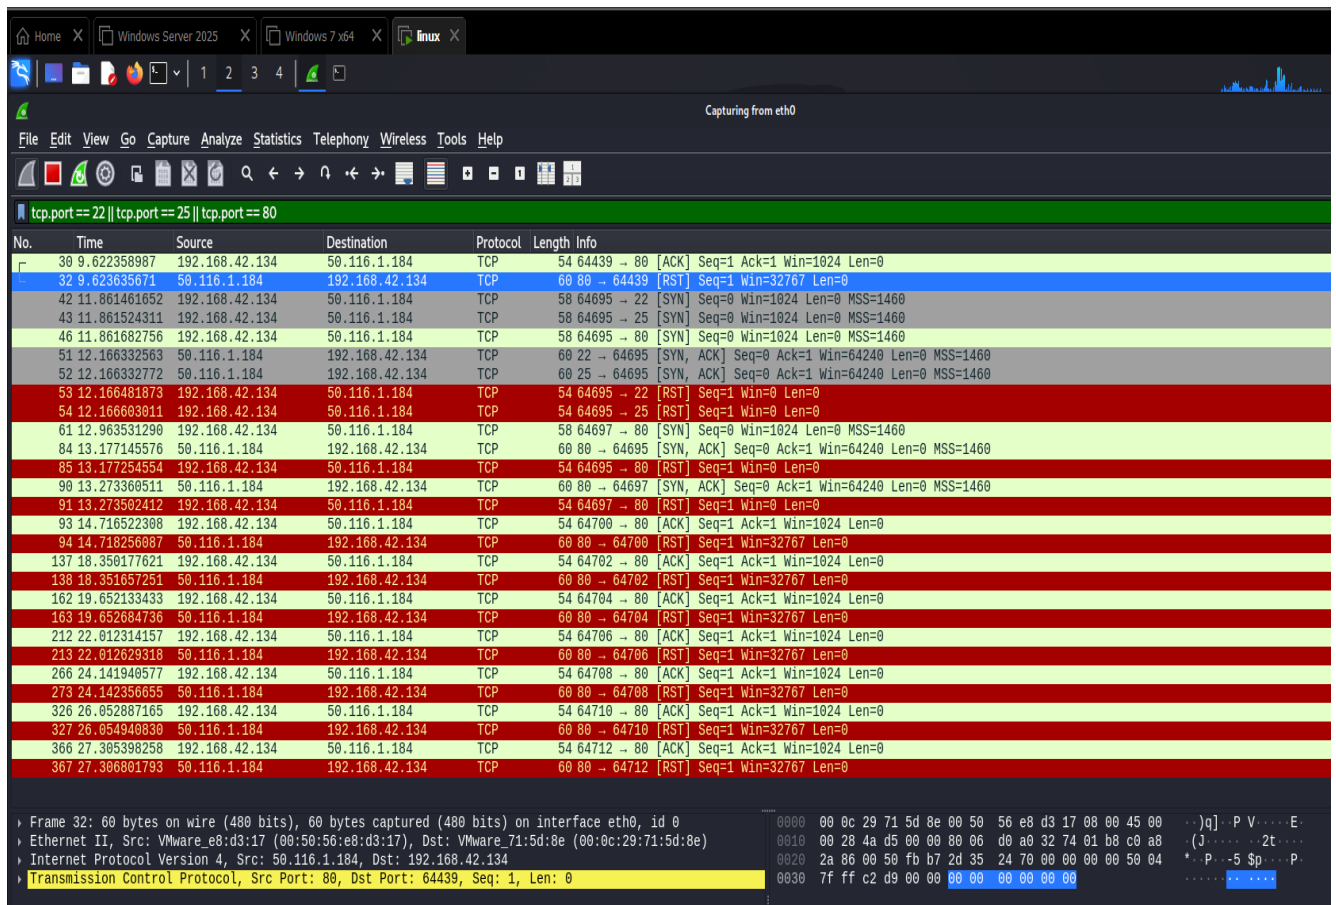 Home X Windows Server 2025 X Windows 7 x64 X linux X
1 2 3 4
Capturing from eth0
File Edit View Go Capture Analyze Statistics Telephony Wireless Tools Help
tcp.port == 22 || tcp.port == 25 || tcp.port == 80
No. Time Source Destination Protocol Length Info
30 9.622358987 192.168.42.134 50.116.1.184 TCP 54 64439 → 80 [ACK] Seq=1 Ack=1 Win=1024 Len=0
32 9.623635671 50.116.1.184 192.168.42.134 TCP 60 80 → 64439 [RST] Seq=1 Win=32767 Len=0
42 11.861461652 192.168.42.134 50.116.1.184 TCP 58 64695 → 22 [SYN] Seq=0 Win=1024 Len=0 MSS=1460
43 11.861524311 192.168.42.134 50.116.1.184 TCP 58 64695 → 25 [SYN] Seq=0 Win=1024 Len=0 MSS=1460
46 11.861682756 192.168.42.134 50.116.1.184 TCP 58 64695 → 80 [SYN] Seq=0 Win=1024 Len=0 MSS=1460
51 12.166332563 50.116.1.184 192.168.42.134 TCP 60 22 → 64695 [SYN, ACK] Seq=0 Ack=1 Win=64240 Len=0 MSS=1460
52 12.166332772 50.116.1.184 192.168.42.134 TCP 60 25 → 64695 [SYN, ACK] Seq=0 Ack=1 Win=64240 Len=0 MSS=1460
53 12.166481873 192.168.42.134 50.116.1.184 TCP 54 64695 → 22 [RST] Seq=1 Win=0 Len=0
54 12.166603011 192.168.42.134 50.116.1.184 TCP 54 64695 → 25 [RST] Seq=1 Win=0 Len=0
61 12.963531290 192.168.42.134 50.116.1.184 TCP 58 64697 → 80 [SYN] Seq=0 Win=1024 Len=0 MSS=1460
84 13.177145576 50.116.1.184 192.168.42.134 TCP 60 80 → 64695 [SYN, ACK] Seq=0 Ack=1 Win=64240 Len=0 MSS=1460
85 13.177254554 192.168.42.134 50.116.1.184 TCP 54 64695 → 80 [RST] Seq=1 Win=0 Len=0
90 13.273360511 50.116.1.184 192.168.42.134 TCP 60 80 → 64697 [SYN, ACK] Seq=0 Ack=1 Win=64240 Len=0 MSS=1460
91 13.273502412 192.168.42.134 50.116.1.184 TCP 54 64697 → 80 [RST] Seq=1 Win=0 Len=0
93 14.716522308 192.168.42.134 50.116.1.184 TCP 54 64700 → 80 [ACK] Seq=1 Ack=1 Win=1024 Len=0
94 14.718256087 50.116.1.184 192.168.42.134 TCP 60 80 → 64700 [RST] Seq=1 Win=32767 Len=0
137 18.350177621 192.168.42.134 50.116.1.184 TCP 54 64702 → 80 [ACK] Seq=1 Ack=1 Win=1024 Len=0
138 18.351657251 50.116.1.184 192.168.42.134 TCP 60 80 → 64702 [RST] Seq=1 Win=32767 Len=0
162 19.652133433 192.168.42.134 50.116.1.184 TCP 54 64704 → 80 [ACK] Seq=1 Ack=1 Win=1024 Len=0
163 19.652684736 50.116.1.184 192.168.42.134 TCP 60 80 → 64704 [RST] Seq=1 Win=32767 Len=0
212 22.012314157 192.168.42.134 50.116.1.184 TCP 54 64706 → 80 [ACK] Seq=1 Ack=1 Win=1024 Len=0
213 22.012629318 50.116.1.184 192.168.42.134 TCP 60 80 → 64706 [RST] Seq=1 Win=32767 Len=0
266 24.141940577 192.168.42.134 50.116.1.184 TCP 54 64708 → 80 [ACK] Seq=1 Ack=1 Win=1024 Len=0
273 24.142356655 50.116.1.184 192.168.42.134 TCP 60 80 → 64708 [RST] Seq=1 Win=32767 Len=0
326 26.052887165 192.168.42.134 50.116.1.184 TCP 54 64710 → 80 [ACK] Seq=1 Ack=1 Win=1024 Len=0
327 26.054940830 50.116.1.184 192.168.42.134 TCP 60 80 → 64710 [RST] Seq=1 Win=32767 Len=0
366 27.305398258 192.168.42.134 50.116.1.184 TCP 54 64712 → 80 [ACK] Seq=1 Ack=1 Win=1024 Len=0
367 27.306801793 50.116.1.184 192.168.42.134 TCP 60 80 → 64712 [RST] Seq=1 Win=32767 Len=0
Frame 32: 60 bytes on wire (480 bits), 60 bytes captured (480 bits) on interface eth0, id 0
Ethernet II, Src: VMware_e8:d3:17 (00:50:56:e8:d3:17), Dst: VMware_71:5d:8e (00:0c:29:71:5d:8e)
Internet Protocol Version 4, Src: 50.116.1.184, Dst: 192.168.42.134
Transmission Control Protocol, Src Port: 80, Dst Port: 64439, Seq: 1, Len: 0
0000 00 0c 29 71 5d 8e 00 50 56 e8 d3 17 08 00 45 00 ··)q]··P V·····E·
0010 00 28 4a d5 00 00 80 06 d0 a0 32 74 01 b8 c0 a8 ·(J····· ··2t····
0020 2a 86 00 50 fb b7 2d 35 24 70 00 00 00 00 50 04 *··P··-5 $p····P·
0030 7f ff c2 d9 00 00 00 00 00 00 00 00 ········ ····